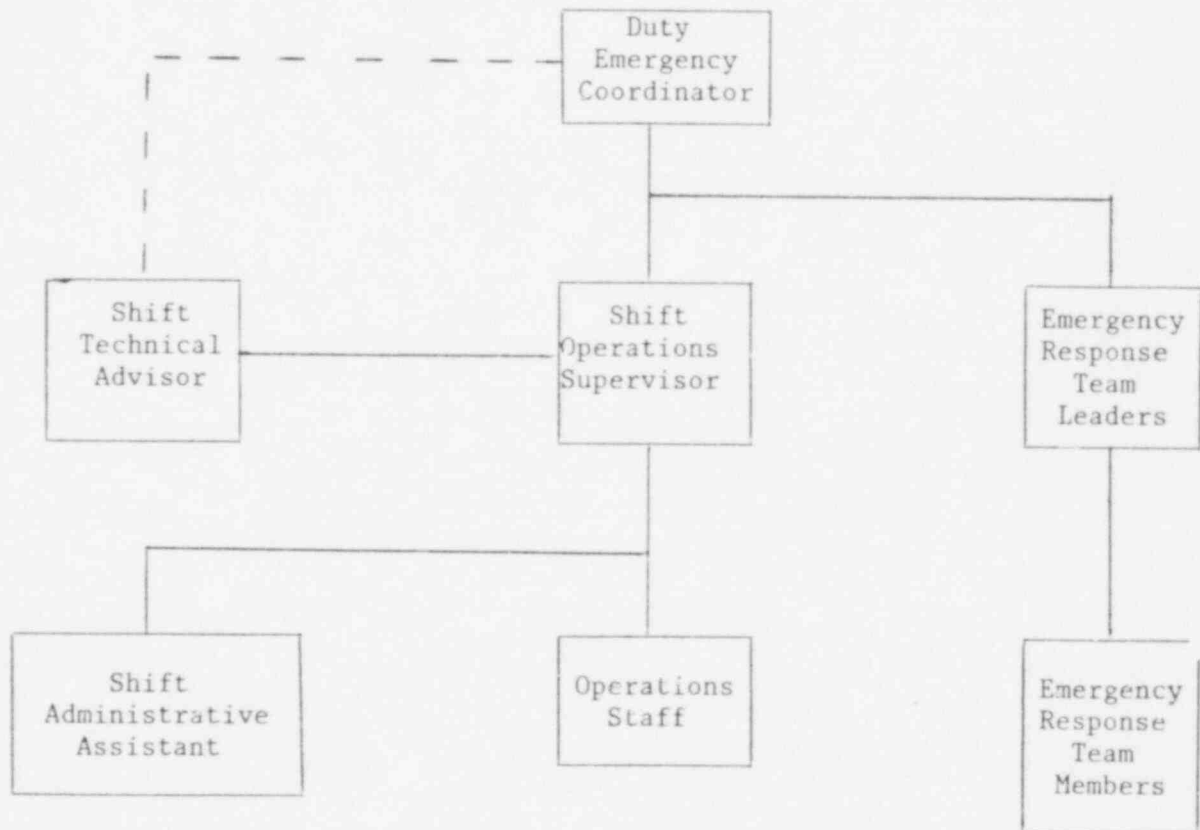 Duty
Emergency
Coordinator
Shift
Technical
Advisor
Shift
Operations
Supervisor
Emergency
Response
Team
Leaders
Shift
Administrative
Assistant
Operations
Staff
Emergency
Response
Team
Members